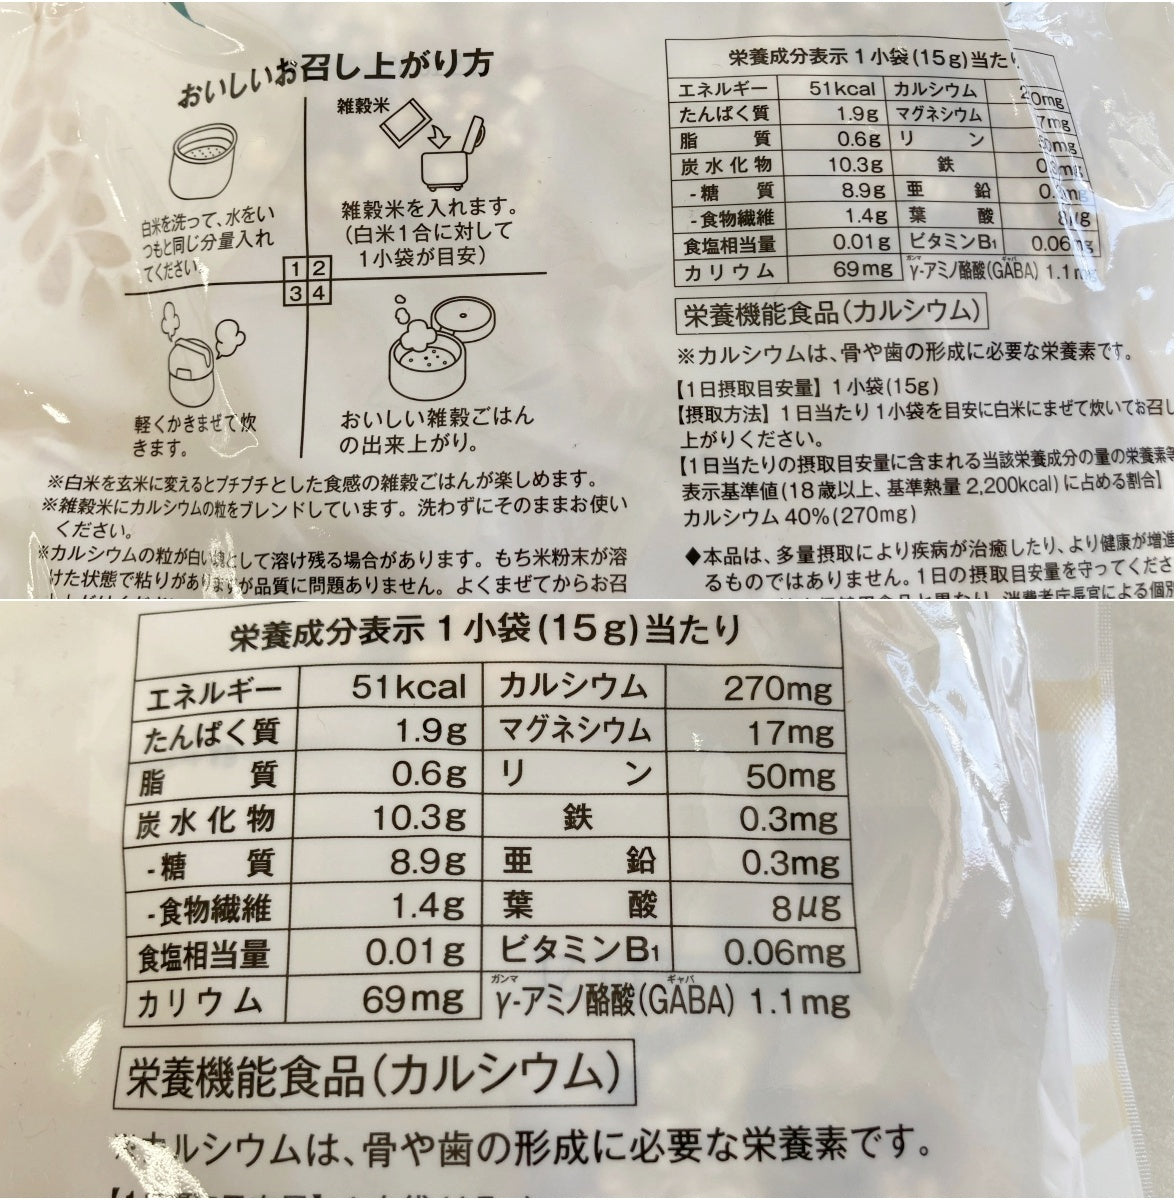 おいしいお召し上がり方
雑穀米
白米を洗って、水をい
つもと同じ分量入れ
てください。
雑穀米を入れます。
(白米1合に対して
1小袋が目安)
1 2
3 4
軽くかきまぜて炊
きます。
おいしい雑穀ごはん
の出来上がり。
※白米を玄米に変えるとプチプチとした食感の雑穀ごはんが楽しめます。
※雑穀米にカルシウムの粒をブレンドしています。洗わずにそのままお使い
ください。
※カルシウムの粒が白い塊として溶け残る場合があります。もち米粉末が溶
けた状態で粘りがありますが品質に問題ありません。よくまぜてからお召
栄養成分表示 1小袋(15g)当たり
エネルギー 51kcal カルシウム
たんぱく質 1.9g マグネシウム
脂質 0.6g リン
炭水化物 10.3g 鉄
-糖質 8.9g 亜鉛
-食物繊維 1.4g 葉酸 8μg
食塩相当量 0.01g ビタミンB1 0.06mg
カリウム 69mg γ-アミノ酪酸(GABA) 1.1mg
ガンマ ギャバ
栄養機能食品(カルシウム)
※カルシウムは、骨や歯の形成に必要な栄養素です。
【1日摂取目安量】1小袋(15g)
【摂取方法】1日当たり1小袋を目安に白米にまぜて炊いてお召し
上がりください。
【1日当たりの摂取目安量に含まれる当該栄養成分の量の栄養素等
表示基準値(18歳以上、基準熱量2,200kcal)に占める割合】
カルシウム40%(270mg)
◆本品は、多量摂取により疾病が治癒したり、より健康が増進
るものではありません。1日の摂取目安量を守ってくださ
消費者庁長官による個別
栄養成分表示 1小袋(15g)当たり
エネルギー 51kcal カルシウム 270mg
たんぱく質 1.9g マグネシウム 17mg
脂質 0.6g リン 50mg
炭水化物 10.3g 鉄 0.3mg
-糖質 8.9g 亜鉛 0.3mg
-食物繊維 1.4g 葉酸 8μg
食塩相当量 0.01g ビタミンB1 0.06mg
ガンマ ギャバ
カリウム 69mg γ-アミノ酪酸(GABA) 1.1mg
栄養機能食品(カルシウム)
※カルシウムは、骨や歯の形成に必要な栄養素です。